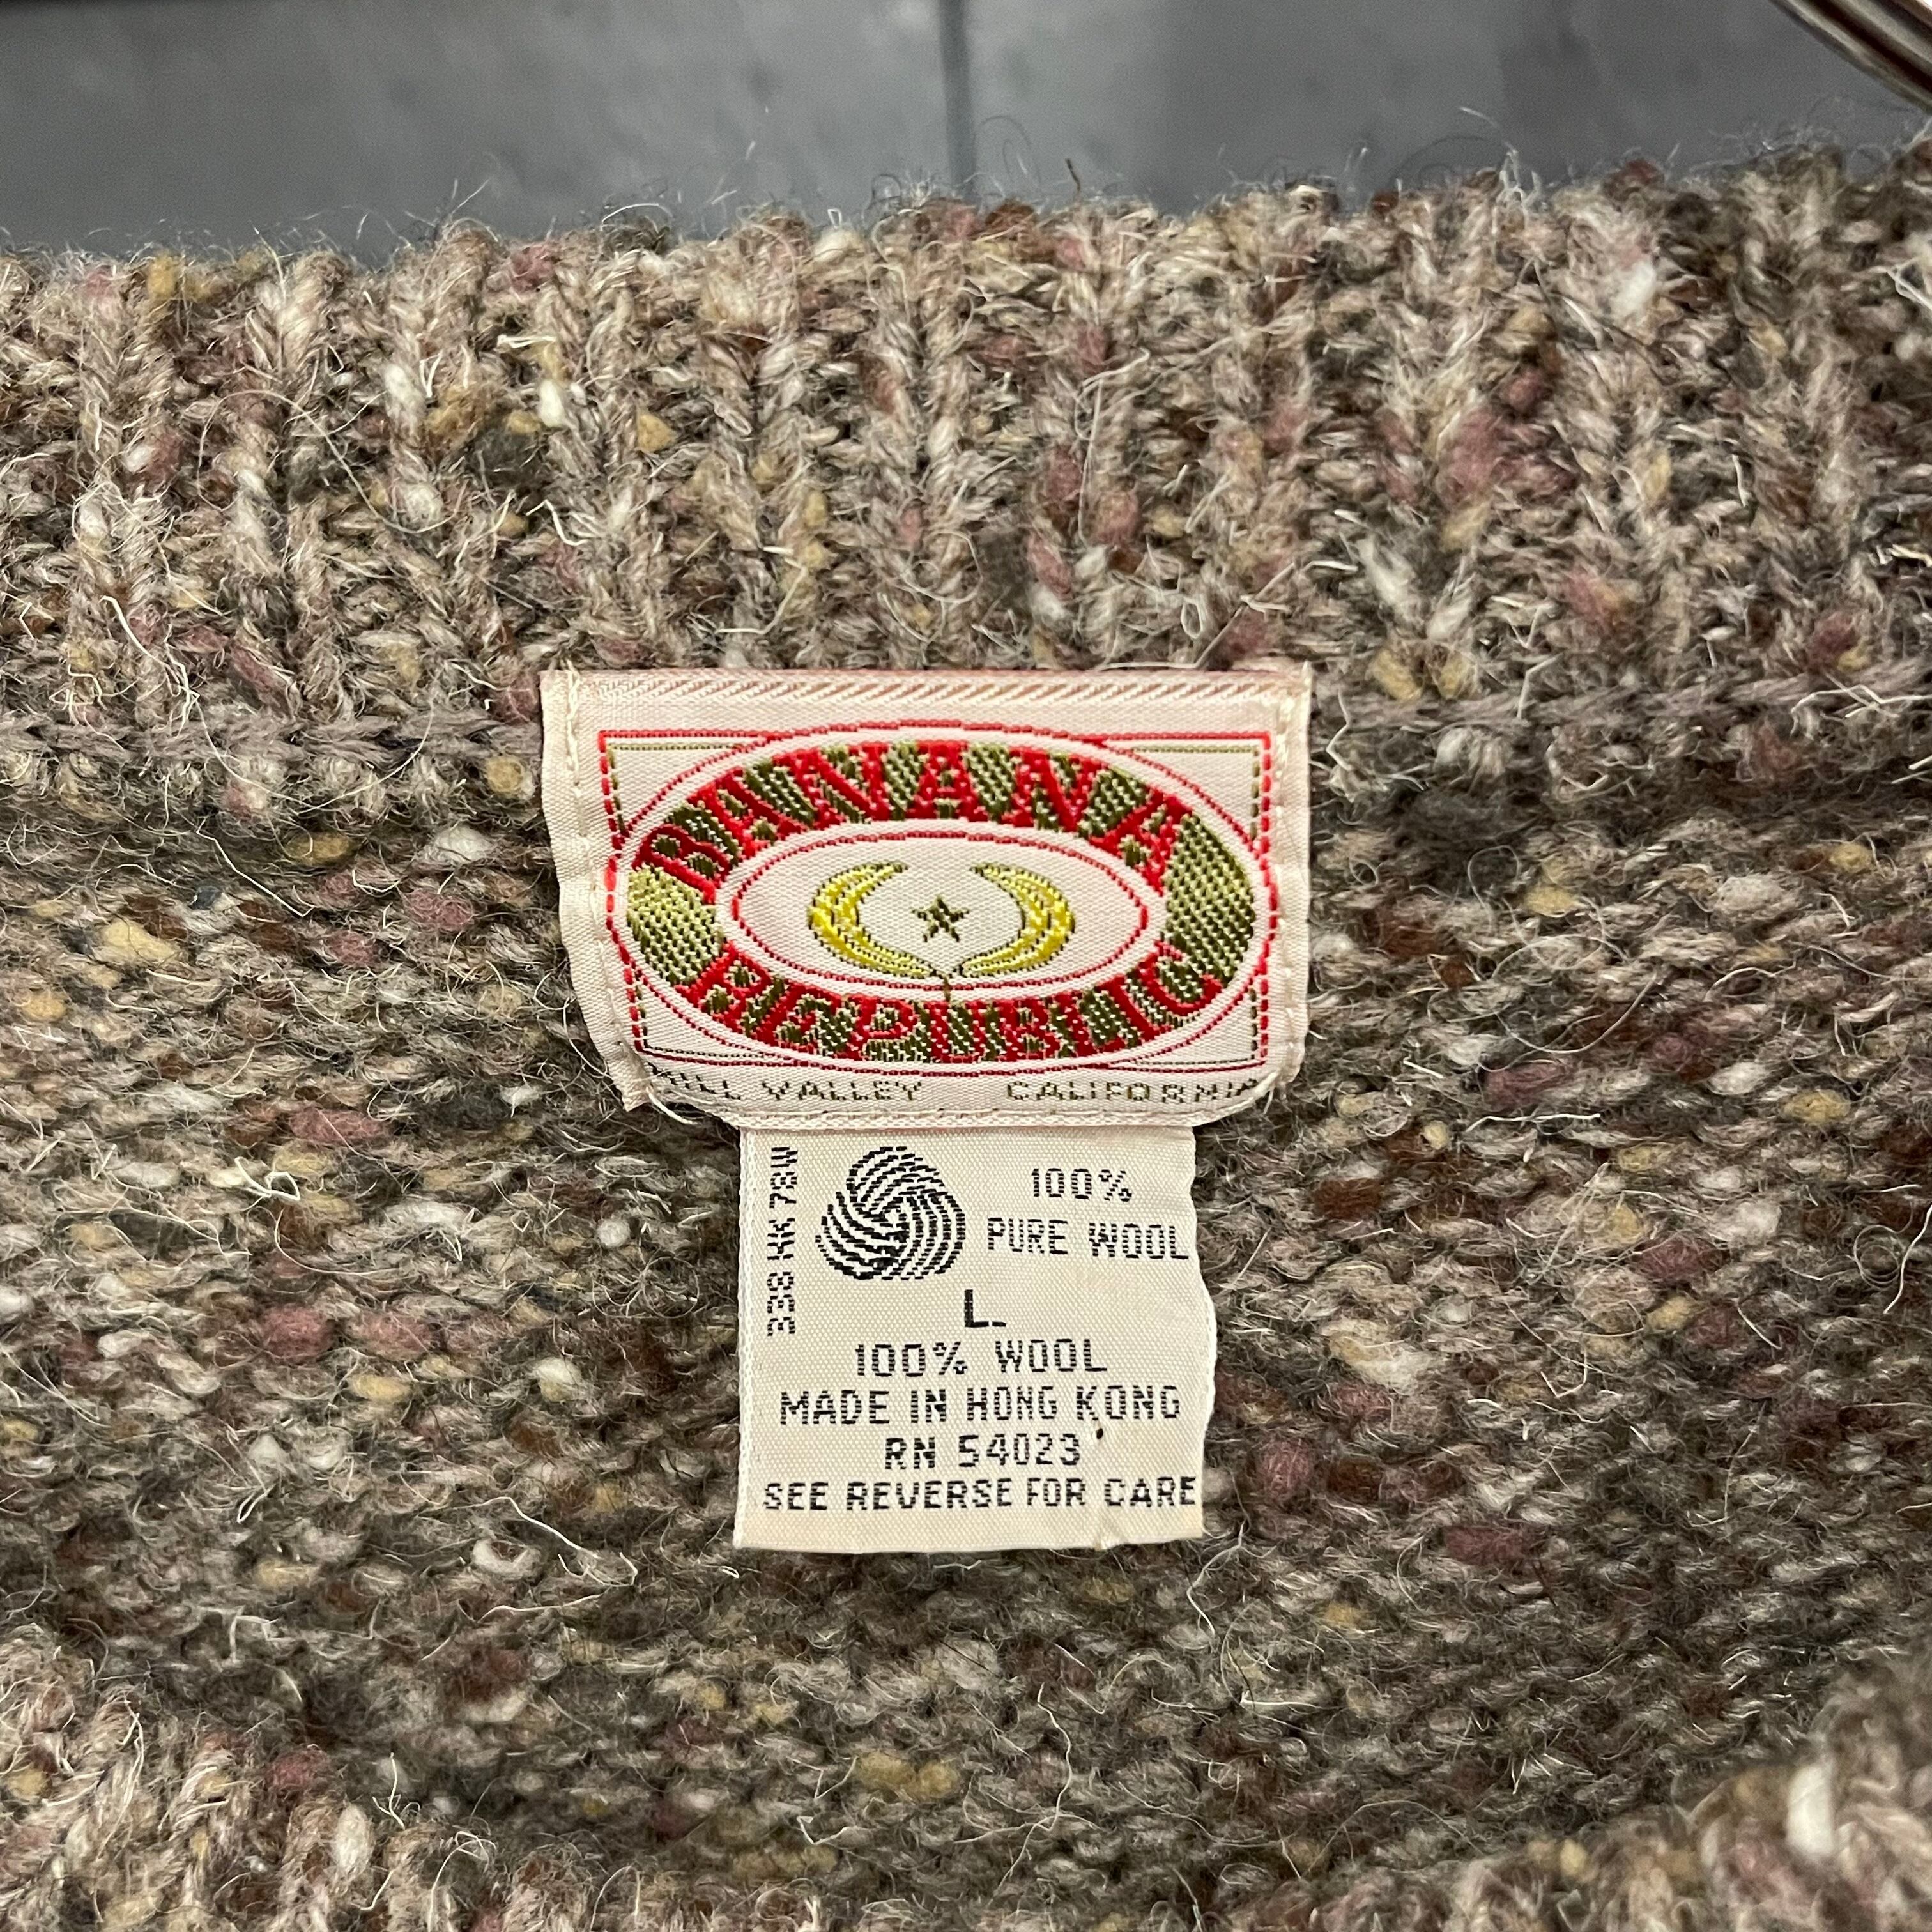 BANANA
REPUBLIC
MILL VALLEY CALIFORNIA
338 HK 78W
100%
PURE WOOL
L
100% WOOL
MADE IN HONG KONG
RN 54023
SEE REVERSE FOR CARE